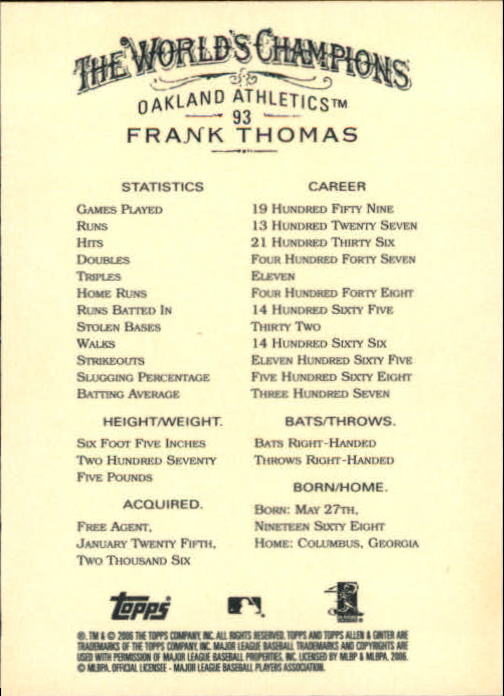 THE WORLD'S CHAMPIONS
OAKLAND ATHLETICS™
93
FRANK THOMAS
STATISTICS CAREER
GAMES PLAYED 19 HUNDRED FIFTY NINE
RUNS 13 HUNDRED TWENTY SEVEN
HITS 21 HUNDRED THIRTY SIX
DOUBLES FOUR HUNDRED FORTY SEVEN
TRIPLES ELEVEN
HOME RUNS FOUR HUNDRED FORTY EIGHT
RUNS BATTED IN 14 HUNDRED SIXTY FIVE
STOLEN BASES THIRTY TWO
WALKS 14 HUNDRED SIXTY SIX
STRIKEOUTS ELEVEN HUNDRED SIXTY FIVE
SLUGGING PERCENTAGE FIVE HUNDRED SIXTY EIGHT
BATTING AVERAGE THREE HUNDRED SEVEN
HEIGHT/WEIGHT.
SIX FOOT FIVE INCHES
TWO HUNDRED SEVENTY
FIVE POUNDS
ACQUIRED.
FREE AGENT,
JANUARY TWENTY FIFTH,
TWO THOUSAND SIX
BATS/THROWS.
BATS RIGHT-HANDED
THROWS RIGHT-HANDED
BORN/HOME.
BORN: MAY 27TH,
NINETEEN SIXTY EIGHT
HOME: COLUMBUS, GEORGIA
topps
®, TM & © 2006 THE TOPPS COMPANY, INC. ALL RIGHTS RESERVED. TOPPS AND TOPPS ALLEN & GINTER ARE
TRADEMARKS OF THE TOPPS COMPANY, INC. MAJOR LEAGUE BASEBALL TRADEMARKS AND COPYRIGHTS ARE
USED WITH PERMISSION OF MAJOR LEAGUE BASEBALL PROPERTIES, INC. LICENSED BY MLBP & MLBPA, 2006.
© MLBPA. OFFICIAL LICENSEE - MAJOR LEAGUE BASEBALL PLAYERS ASSOCIATION.